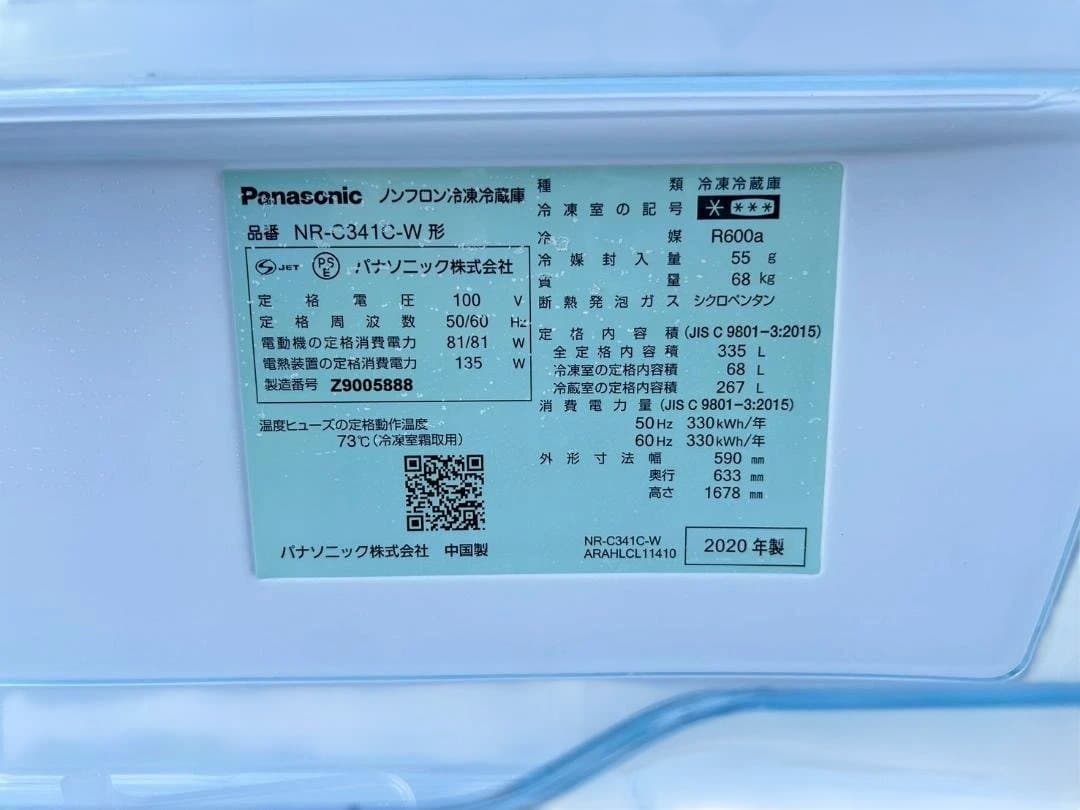 Panasonic ノンフロン冷凍冷蔵庫
品番 NR-C341C-W 形
S JET PSE パナソニック株式会社
定格電圧 100 V
定格周波数 50/60 Hz
電動機の定格消費電力 81/81 W
電熱装置の定格消費電力 135 W
製造番号 Z9005888
温度ヒューズの定格動作温度
73℃(冷凍室霜取用)
パナソニック株式会社 中国製
種類 冷凍冷蔵庫
冷凍室の記号 * ***
冷媒 R600a
冷媒封入量 55 g
質量 68 kg
断熱発泡ガス シクロペンタン
定格内容積 (JIS C 9801-3:2015)
全定格内容積 335 L
冷凍室の定格内容積 68 L
冷蔵室の定格内容積 267 L
消費電力量 (JIS C 9801-3:2015)
50Hz 330kWh/年
60Hz 330kWh/年
外形寸法 幅 590 mm
奥行 633 mm
高さ 1678 mm
NR-C341C-W
ARAHLCL11410
2020年製